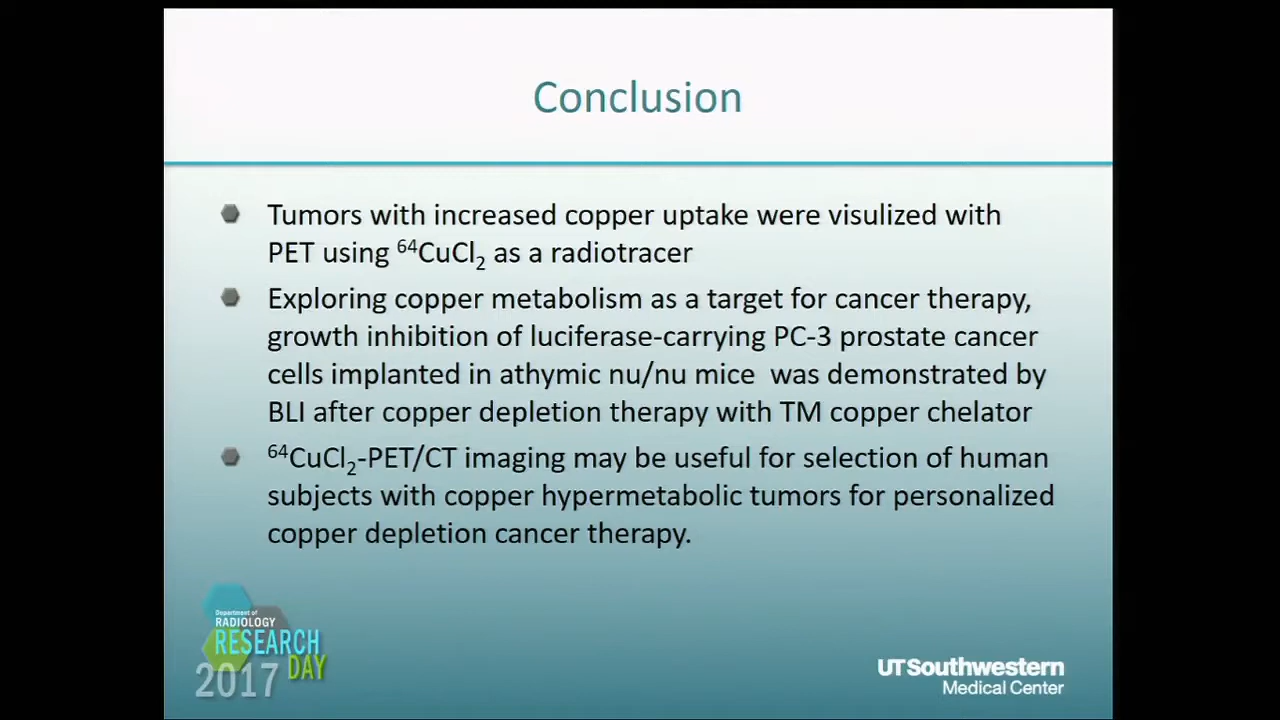 Conclusion
Tumors with increased copper uptake were visulized with
PET using ⁶⁴CuCl₂ as a radiotracer
Exploring copper metabolism as a target for cancer therapy,
growth inhibition of luciferase-carrying PC-3 prostate cancer
cells implanted in athymic nu/nu mice  was demonstrated by
BLI after copper depletion therapy with TM copper chelator
⁶⁴CuCl₂-PET/CT imaging may be useful for selection of human
subjects with copper hypermetabolic tumors for personalized
copper depletion cancer therapy.
Department of
RADIOLOGY
RESEARCH
DAY
2017
UT Southwestern
Medical Center